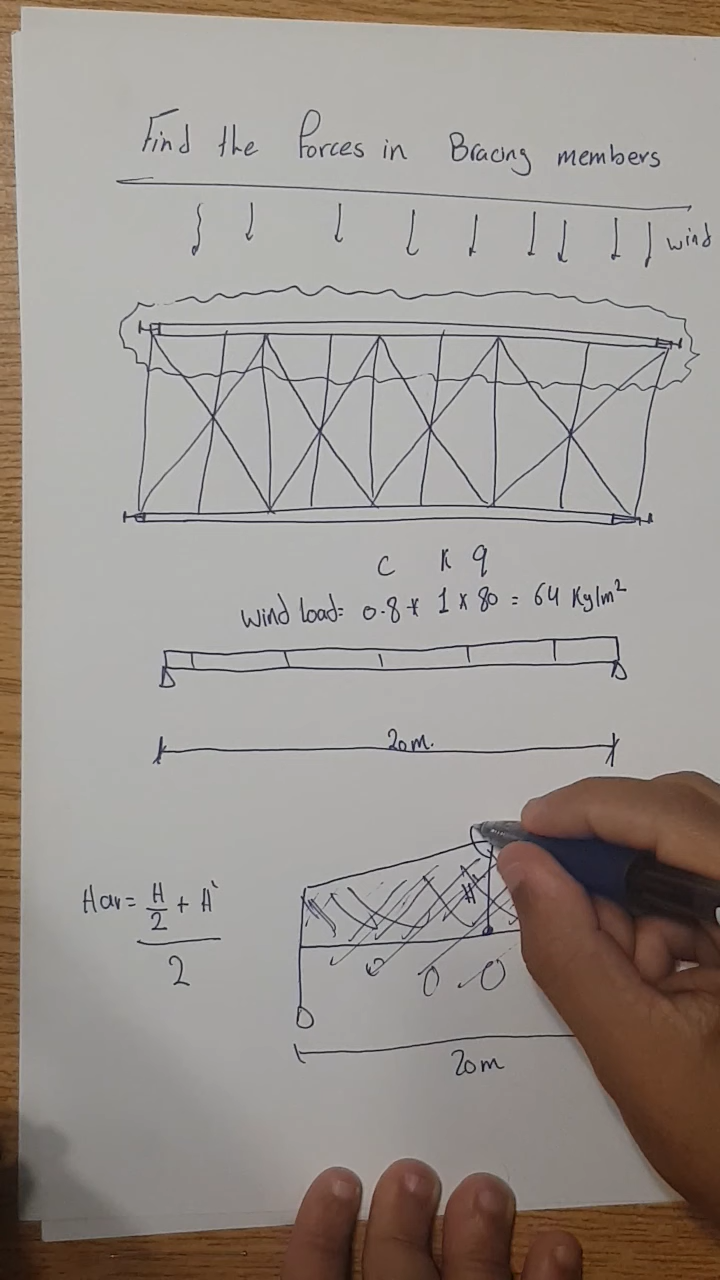 Find the forces in Bracing members
wind
C K q
Wind Load= 0.8 * 1 × 80 = 64 Kg/m²
20m.
H'
Hav= H/2 + H'
2
20m